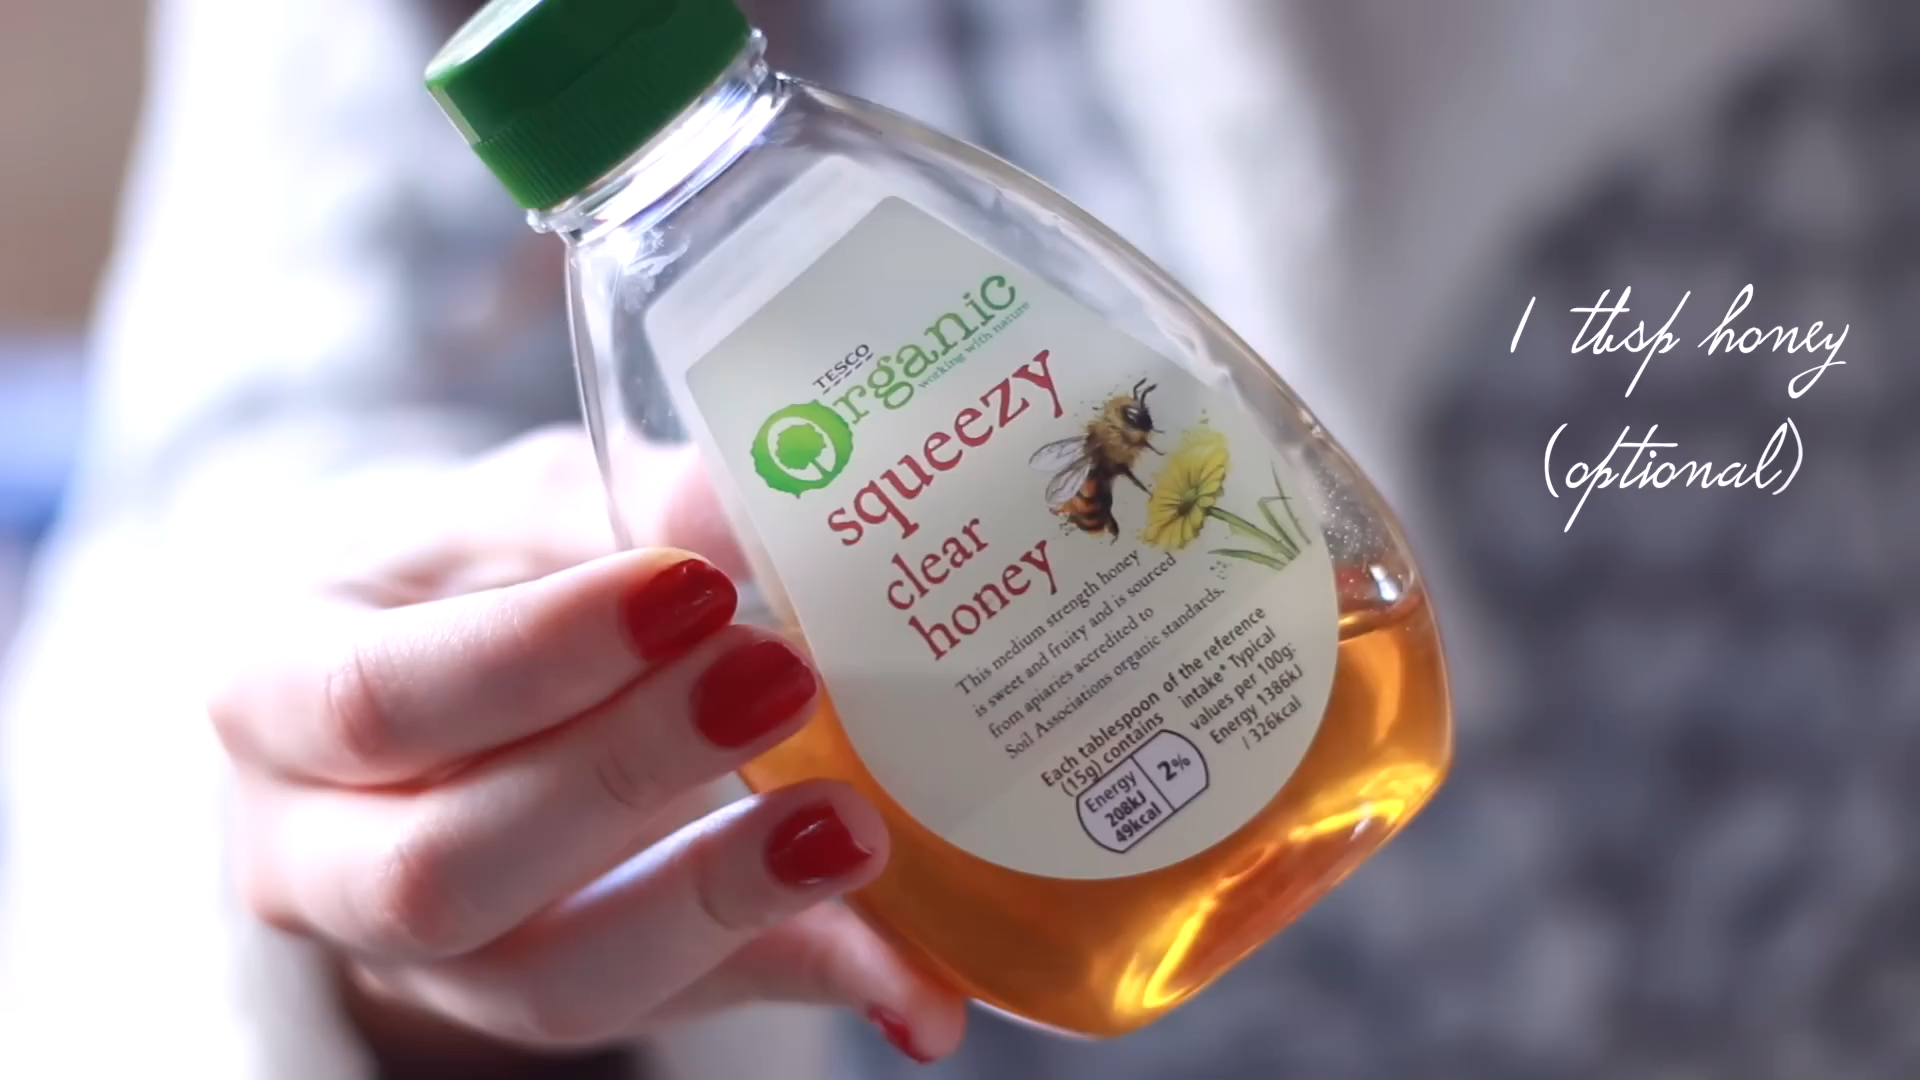 TESCO
Organic
working with nature
squeezy
clear
honey
This medium strength honey
is sweet and fruity and is sourced
from apiaries accredited to
Soil Associations organic standards.
Each tablespoon of the reference
(15g) contains intake* Typical
values per 100g:
Energy 1386kJ
/ 326kcal
Energy
208kJ
49kcal
2%
1 tbsp honey
(optional)